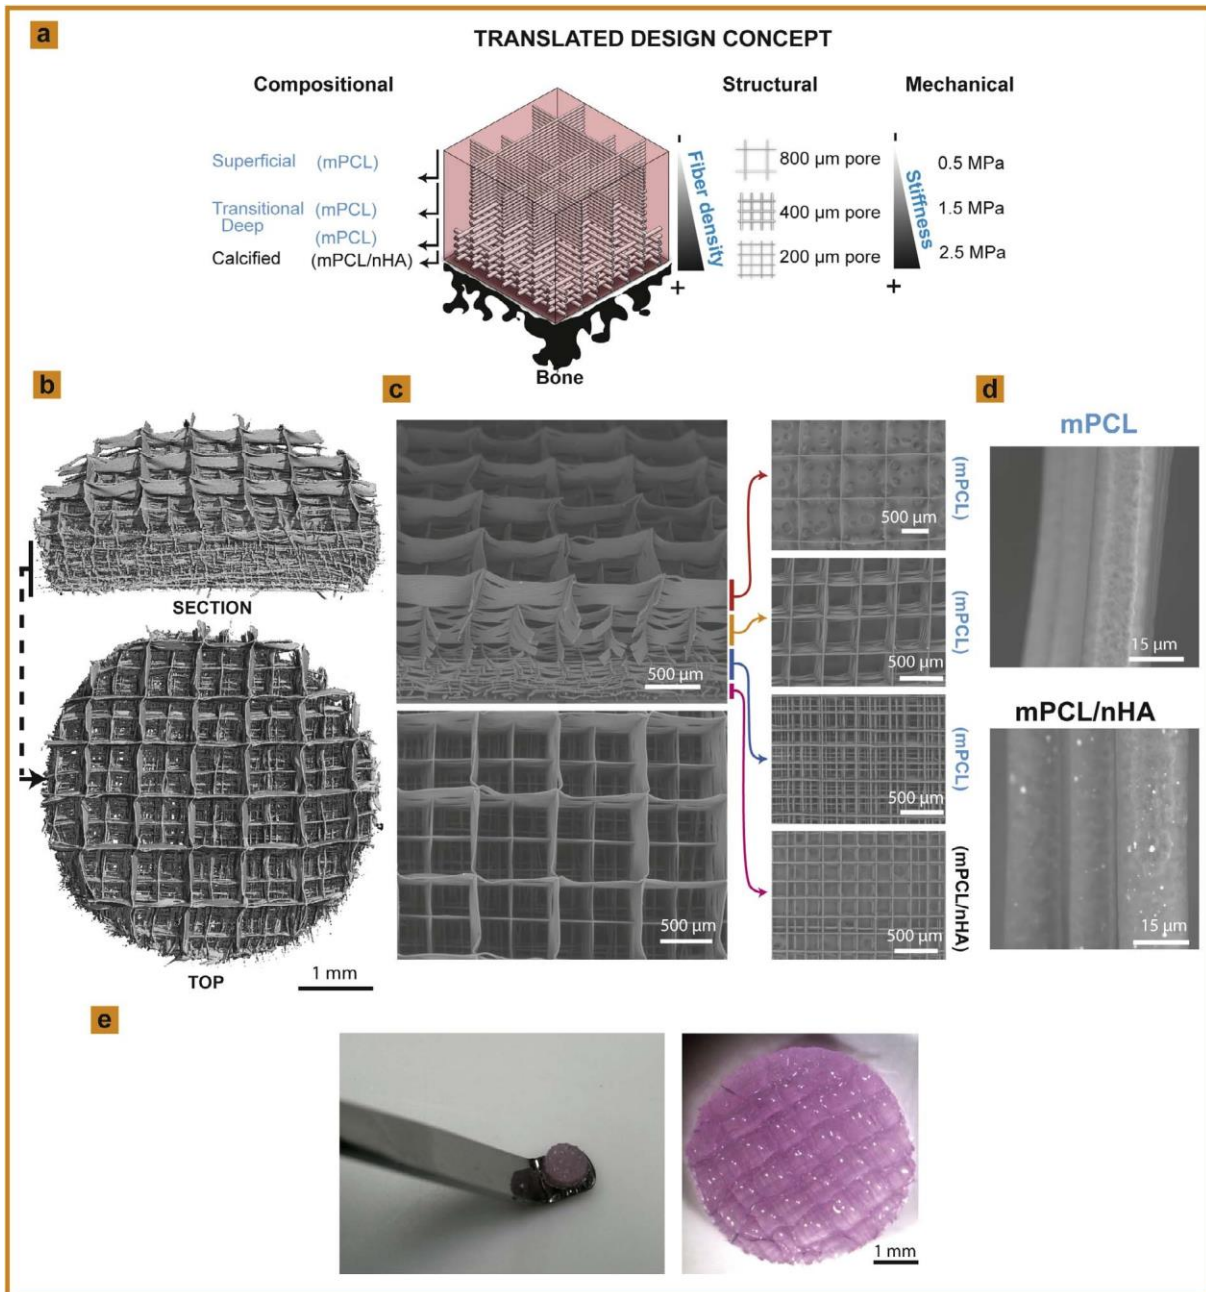 a
TRANSLATED DESIGN CONCEPT
Compositional
Structural
Mechanical
Superficial (mPCL)
Transitional (mPCL)
Deep
(mPCL)
Calcified (mPCL/nHA)
Bone
-
Fiber density
+
800 µm pore
400 µm pore
200 µm pore
-
Stiffness
+
0.5 MPa
1.5 MPa
2.5 MPa
b
SECTION
TOP
1 mm
c
500 µm
500 µm
500 µm
(mPCL)
500 µm
(mPCL)
500 µm
(mPCL)
500 µm
(mPCL/nHA)
d
mPCL
15 µm
mPCL/nHA
15 µm
e
1 mm